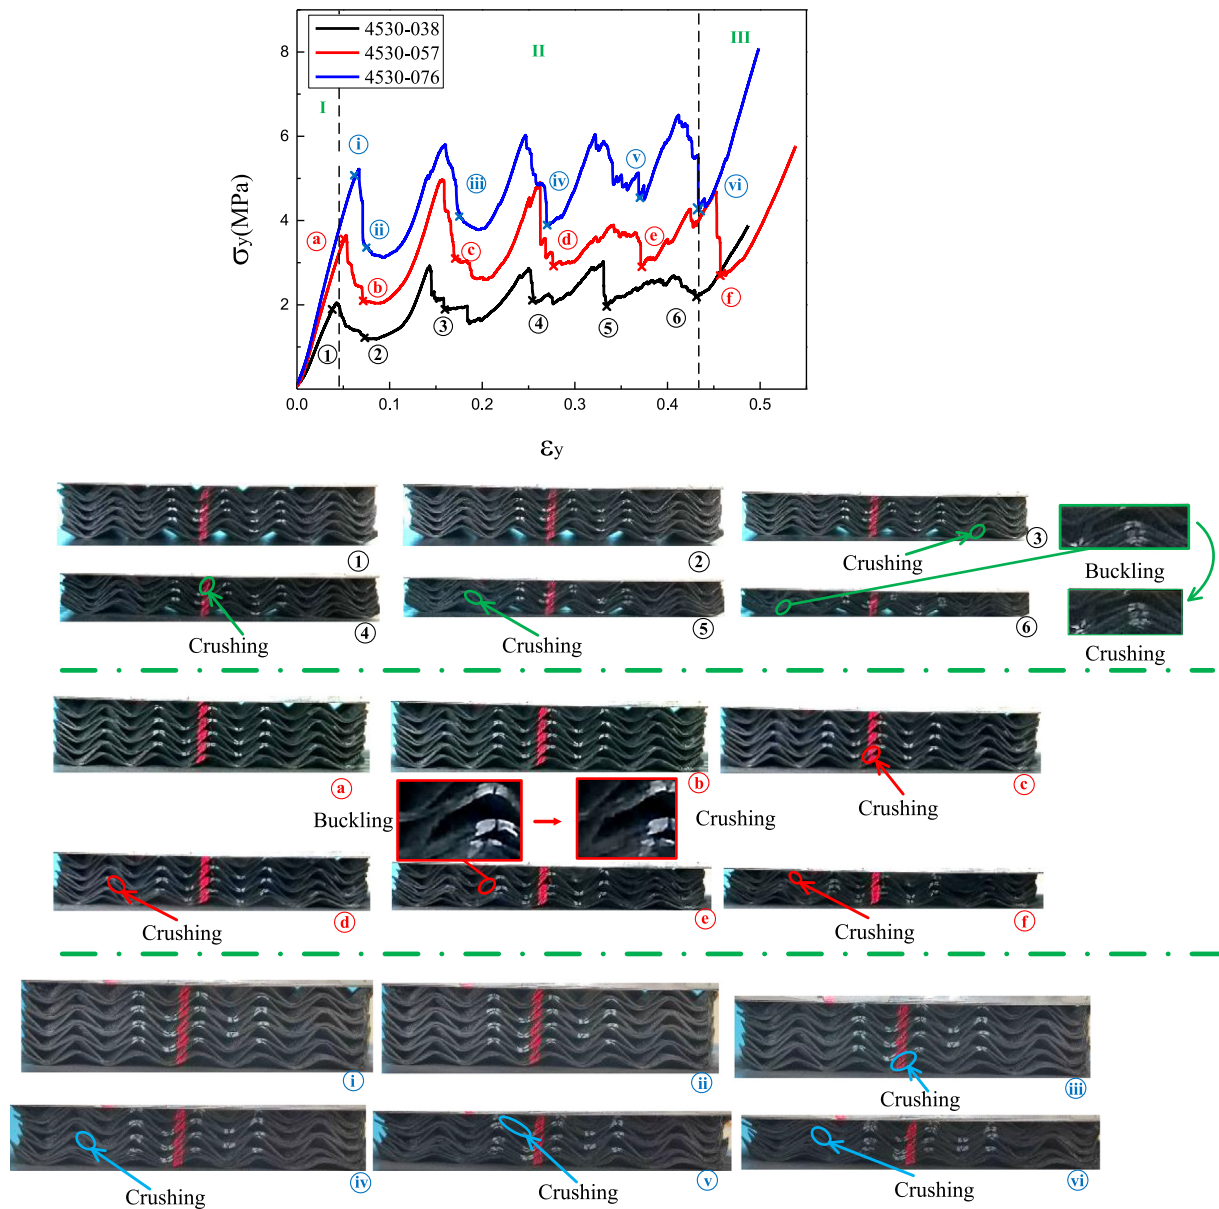 4530-038
4530-057
4530-076
I
II
III
8
6
4
2
σy(MPa)
i
ii
iii
iv
v
vi
a
b
c
d
e
f
1
2
3
4
5
6
0.0
0.1
0.2
0.3
0.4
0.5
εy
1
2
3
Crushing
Buckling
4
Crushing
5
Crushing
6
Crushing
a
b
c
Buckling
Crushing
Crushing
d
Crushing
e
f
Crushing
i
ii
iii
Crushing
iv
Crushing
v
Crushing
vi
Crushing